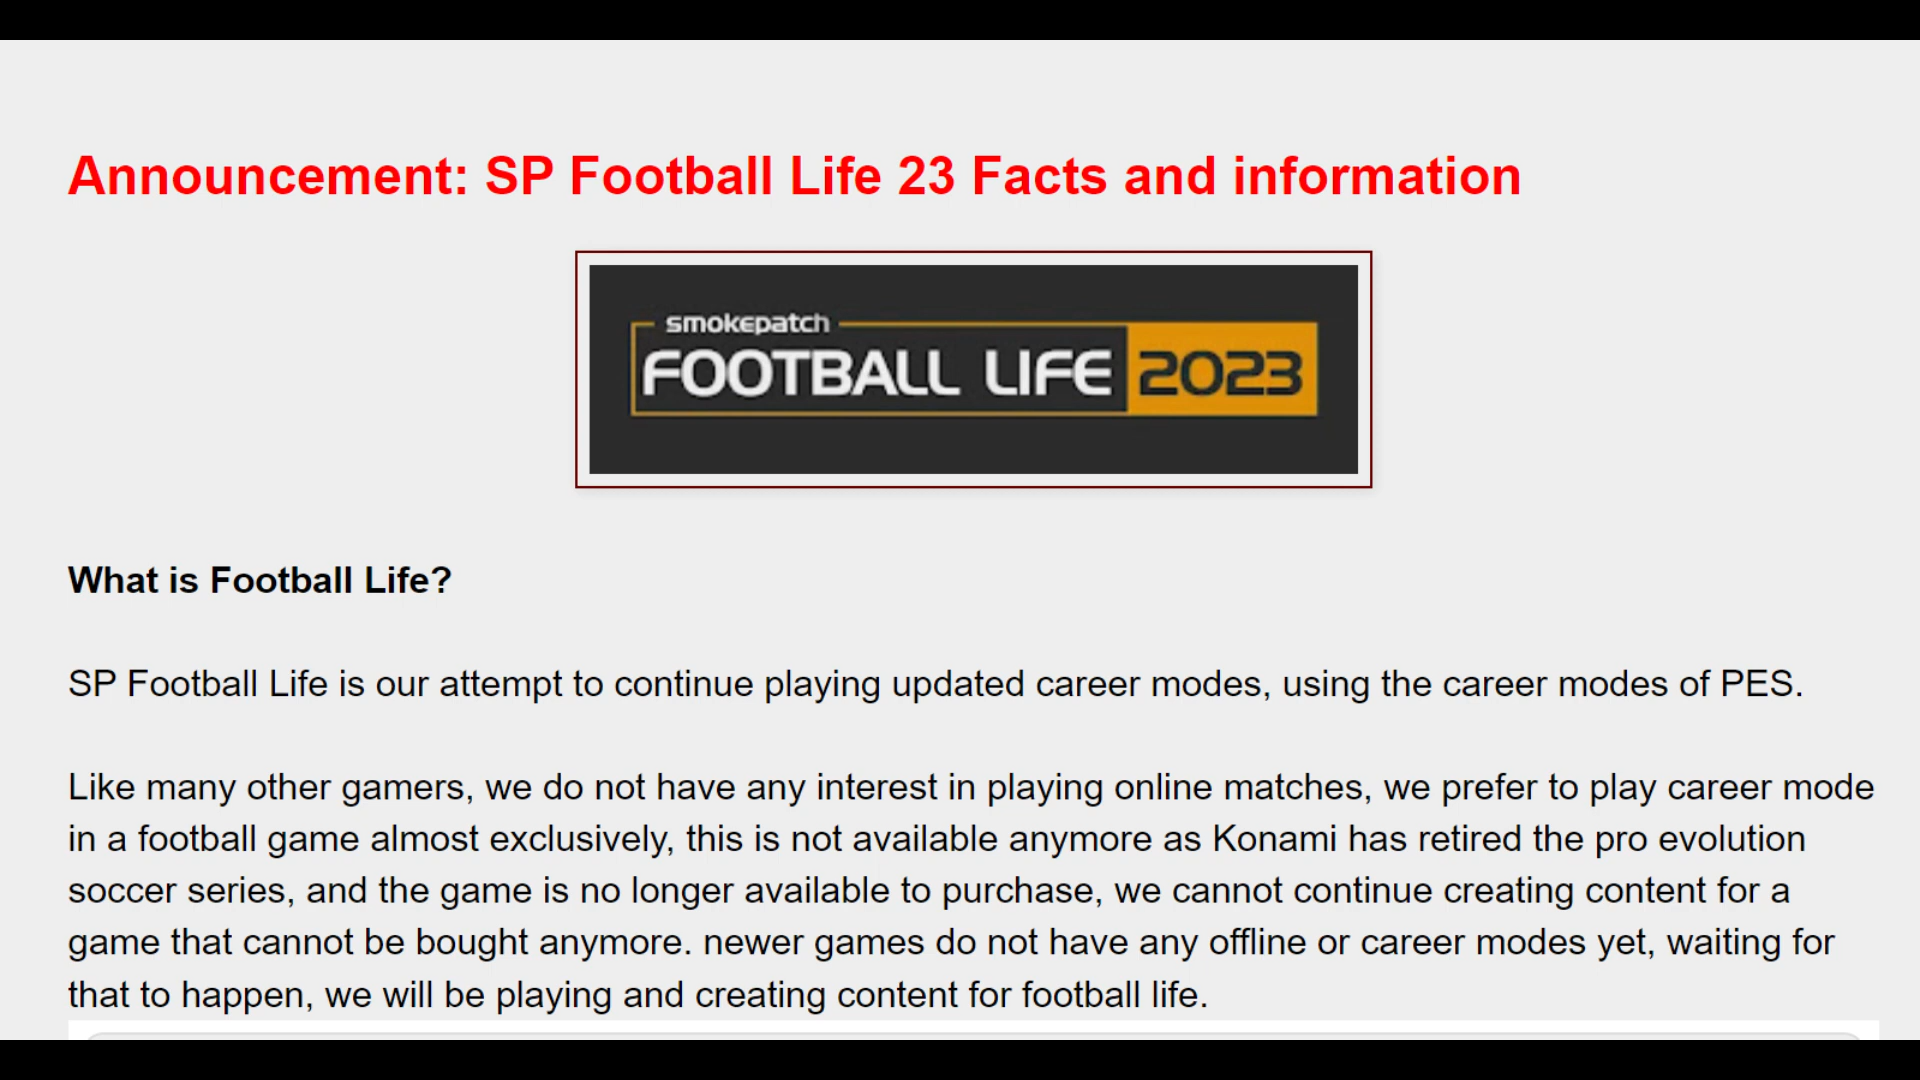 Announcement: SP Football Life 23 Facts and information
smokepatch
FOOTBALL LIFE 2023
What is Football Life?
SP Football Life is our attempt to continue playing updated career modes, using the career modes of PES.
Like many other gamers, we do not have any interest in playing online matches, we prefer to play career mode
in a football game almost exclusively, this is not available anymore as Konami has retired the pro evolution
soccer series, and the game is no longer available to purchase, we cannot continue creating content for a
game that cannot be bought anymore. newer games do not have any offline or career modes yet, waiting for
that to happen, we will be playing and creating content for football life.